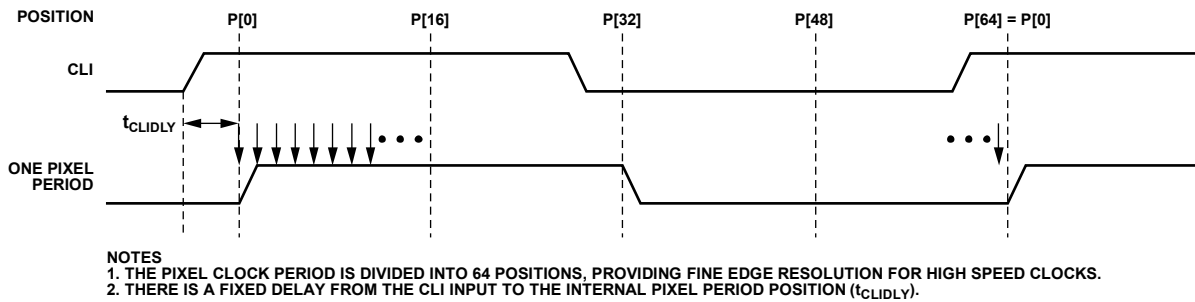 POSITION P[0] P[16] P[32] P[48] P[64] = P[0]
CLI
tCLIDLY
ONE PIXEL
PERIOD
NOTES
1. THE PIXEL CLOCK PERIOD IS DIVIDED INTO 64 POSITIONS, PROVIDING FINE EDGE RESOLUTION FOR HIGH SPEED CLOCKS.
2. THERE IS A FIXED DELAY FROM THE CLI INPUT TO THE INTERNAL PIXEL PERIOD POSITION (tCLIDLY).